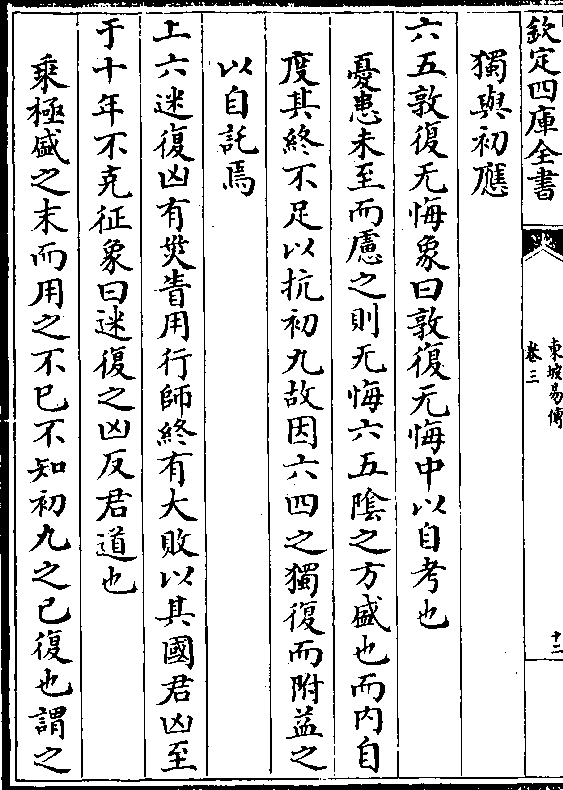 欽定四庫全書
東坡易傳
卷三
十二
獨與初應
六五敦復无悔象曰敦復无悔中以自考也
憂患未至而慮之則无悔六五隂之方盛也而内自
度其終不足以抗初九故因六四之獨復而附益之
以自託焉
上六迷復凶有災眚用行師終有大敗以其國君凶至
于十年不克征象曰迷復之凶反君道也
乘極盛之末而用之不已不知初九之已復也謂之